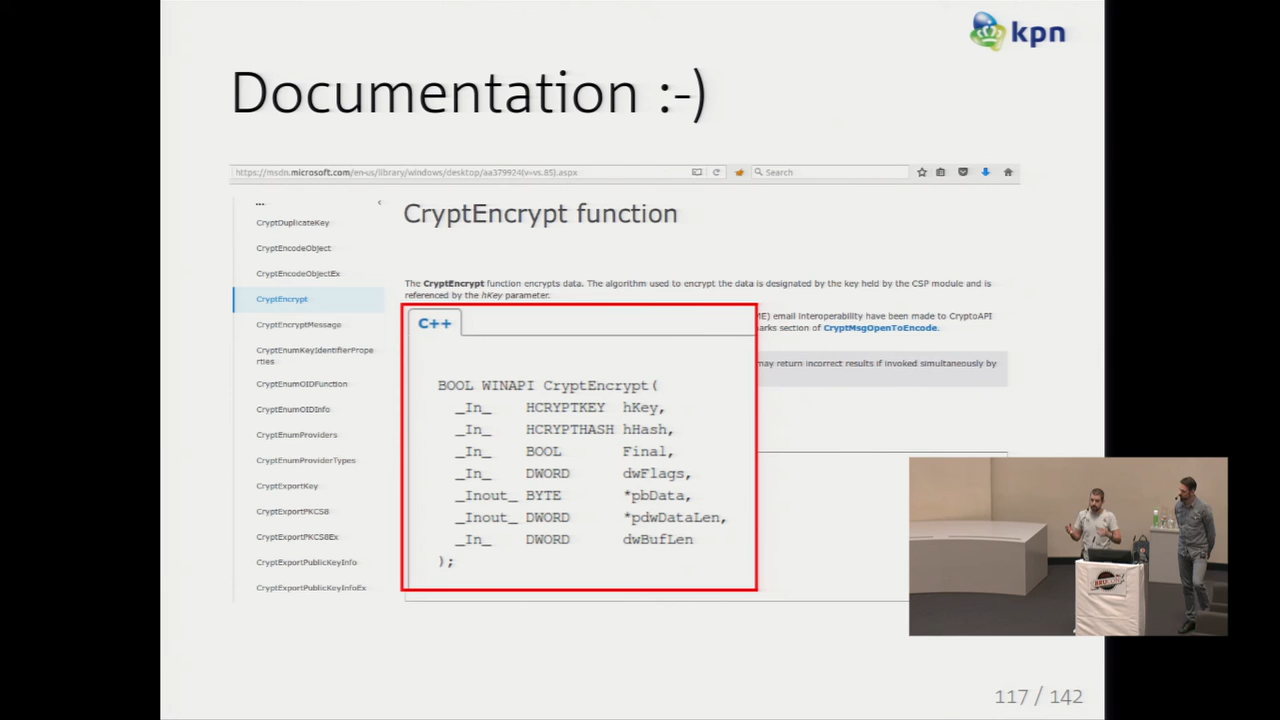 kpn
Documentation :-)
https://msdn.microsoft.com/en-us/library/windows/desktop/aa379924(v=vs.85).aspx
Search
...
CryptDuplicateKey
CryptEncodeObject
CryptEncodeObjectEx
CryptEncrypt
CryptEncryptMessage
CryptEnumKeyIdentifierPrope
rties
CryptEnumOIDFunction
CryptEnumOIDInfo
CryptEnumProviders
CryptEnumProviderTypes
CryptExportKey
CryptExportPKCS8
CryptExportPKCS8Ex
CryptExportPublicKeyInfo
CryptExportPublicKeyInfoEx
CryptEncrypt function
The CryptEncrypt function encrypts data. The algorithm used to encrypt the data is designated by the key held by the CSP module and is
referenced by the hKey parameter.
ME) email interoperability have been made to CryptoAPI
arks section of CryptMsgOpenToEncode.
may return incorrect results if invoked simultaneously by
C++
BOOL WINAPI CryptEncrypt(
_In_ HCRYPTKEY hKey,
_In_ HCRYPTHASH hHash,
_In_ BOOL Final,
_In_ DWORD dwFlags,
_Inout_ BYTE *pbData,
_Inout_ DWORD *pdwDataLen,
_In_ DWORD dwBufLen
);
BRUCON
117 / 142